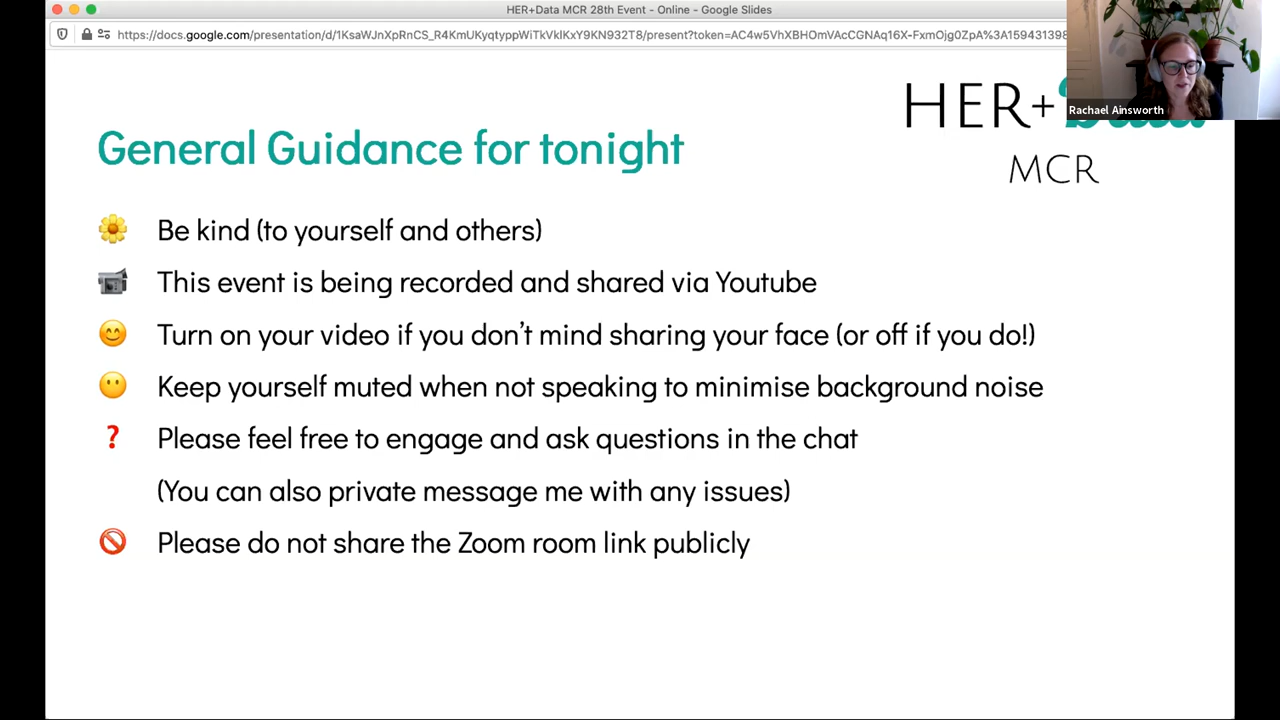 HER+Data MCR 28th Event - Online - Google Slides
https://docs.google.com/presentation/d/1KsaWJnXpRnCS_R4KmUKyqtyppWiTkVklKxY9KN932T8/present?token=AC4w5VhXBHOmVAcCGNAq16X-FxmOjg0ZpA%3A159431398
Rachael Ainsworth
HER+
MCR
General Guidance for tonight
Be kind (to yourself and others)
This event is being recorded and shared via Youtube
Turn on your video if you don't mind sharing your face (or off if you do!)
Keep yourself muted when not speaking to minimise background noise
? Please feel free to engage and ask questions in the chat
(You can also private message me with any issues)
Please do not share the Zoom room link publicly